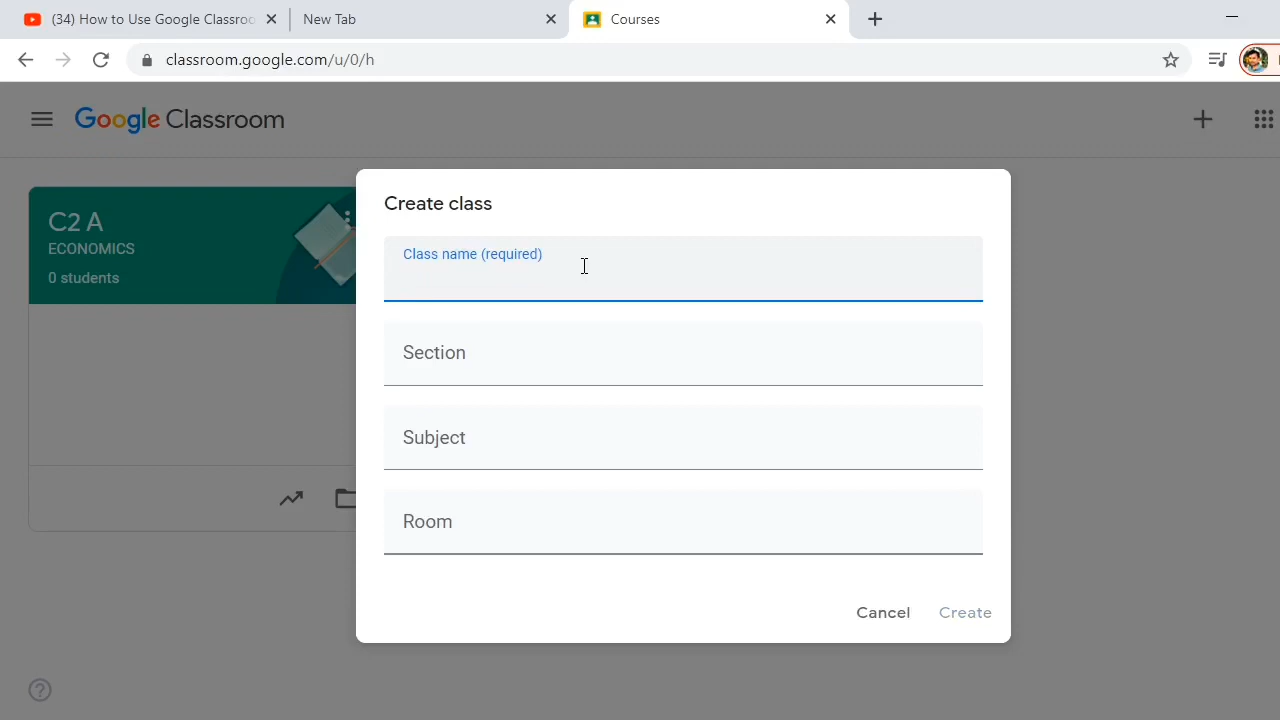 (34) How to Use Google Classroo
New Tab
Courses
classroom.google.com/u/0/h
Google Classroom
C2 A
ECONOMICS
0 students
Create class
Class name (required)
Section
Subject
Room
Cancel
Create